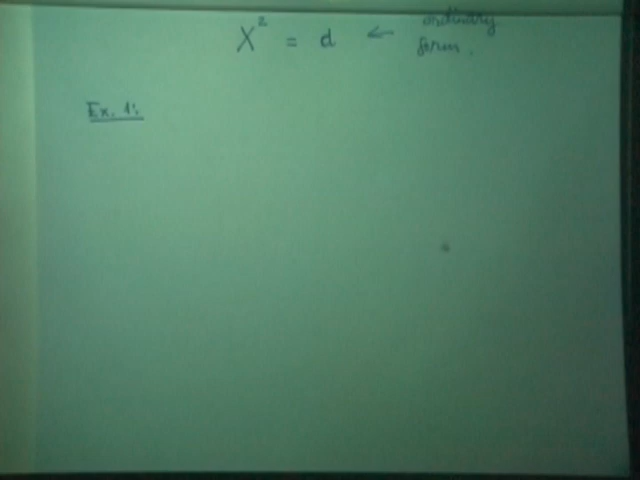 X² = d ← ordinary
form.
Ex. 1: